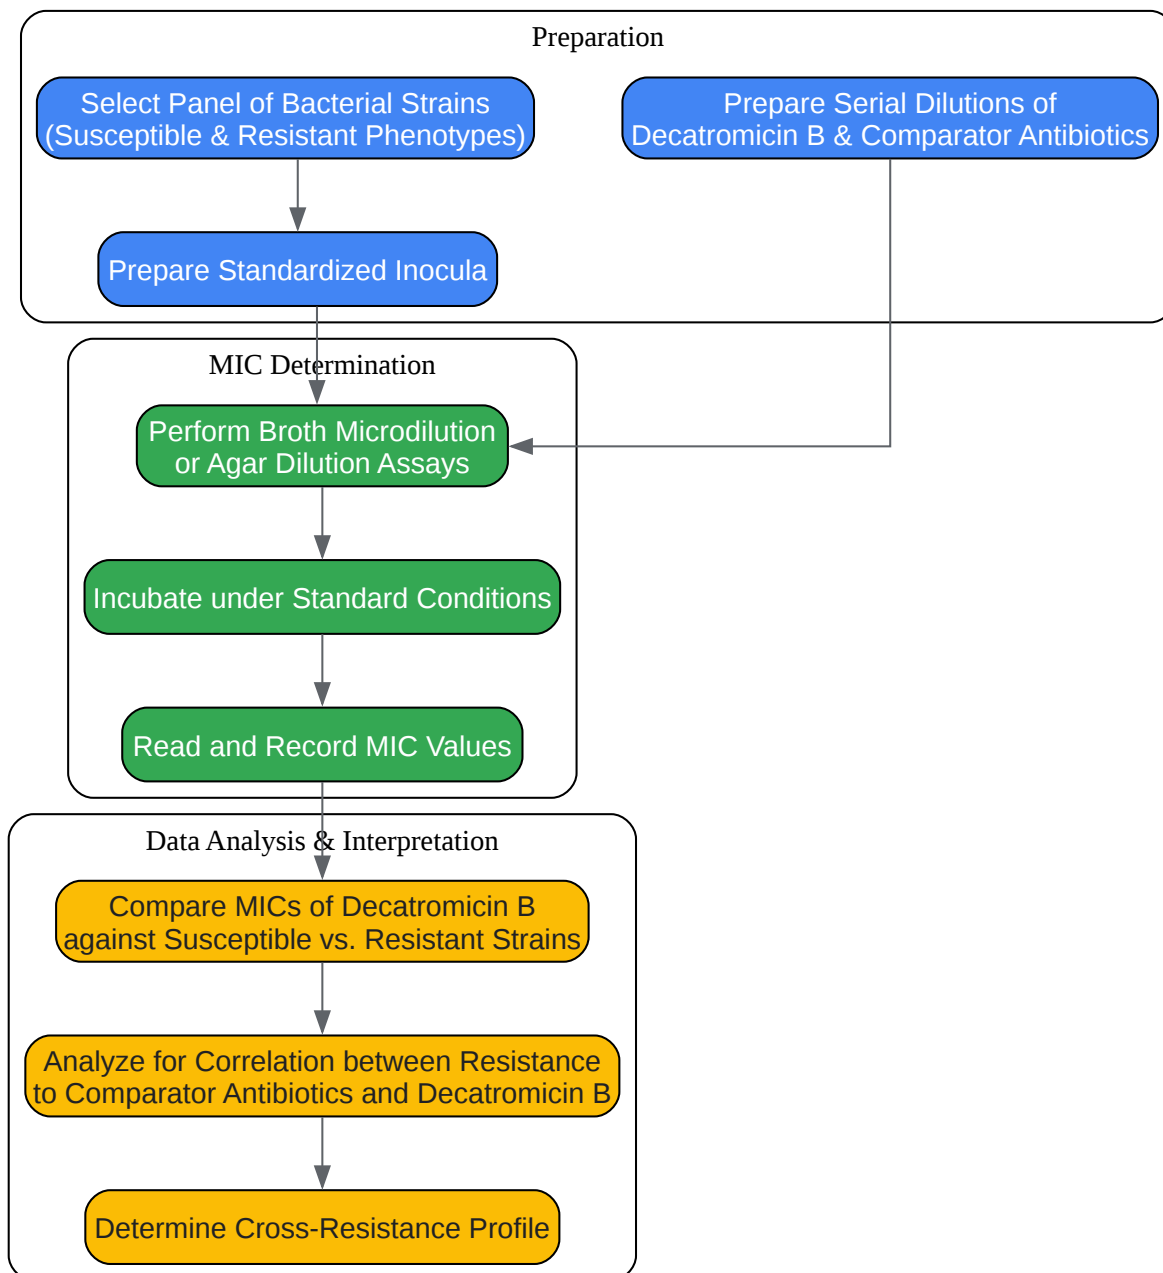 Preparation
Select Panel of Bacterial Strains
(Susceptible & Resistant Phenotypes)
Prepare Serial Dilutions of
Decatromicin B & Comparator Antibiotics
Prepare Standardized Inocula
MIC Determination
Perform Broth Microdilution
or Agar Dilution Assays
Incubate under Standard Conditions
Read and Record MIC Values
Data Analysis & Interpretation
Compare MICs of Decatromicin B
against Susceptible vs. Resistant Strains
Analyze for Correlation between Resistance
to Comparator Antibiotics and Decatromicin B
Determine Cross-Resistance Profile